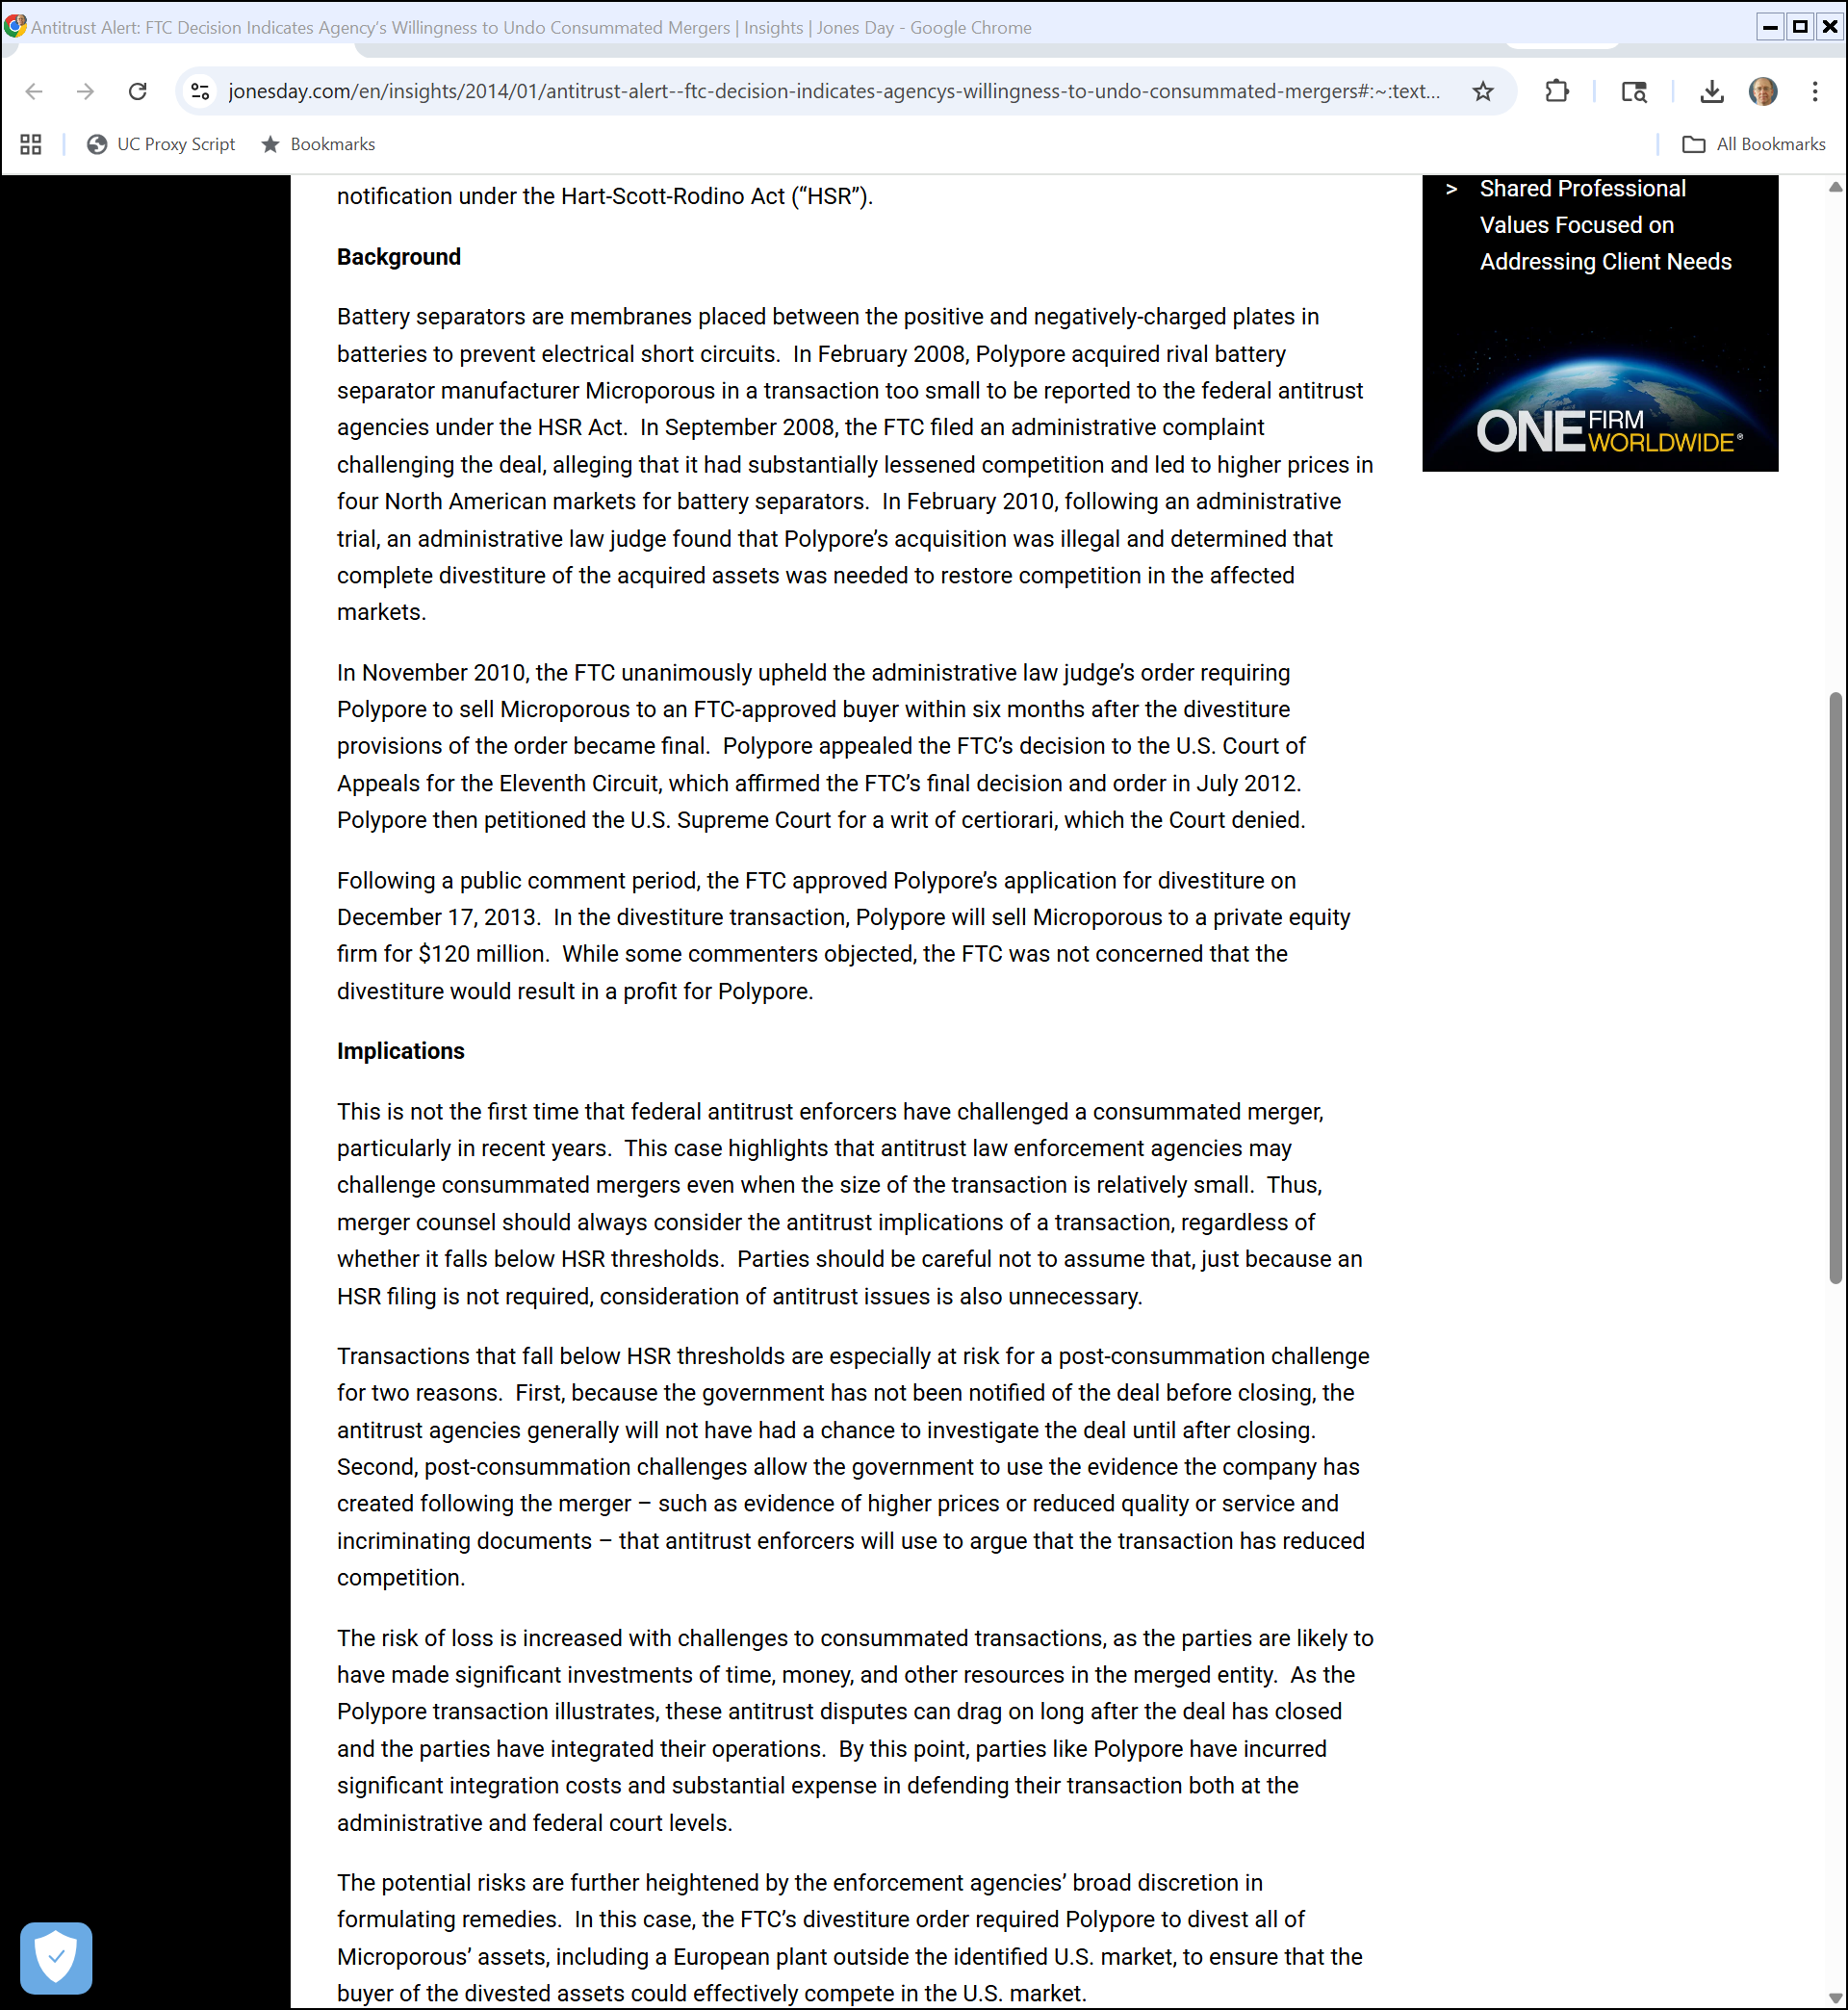 Antitrust Alert: FTC Decision Indicates Agency's Willingness to Undo Consummated Mergers | Insights | Jones Day - Google Chrome
jonesday.com/en/insights/2014/01/antitrust-alert--ftc-decision-indicates-agencys-willingness-to-undo-consummated-mergers#:~:text...
UC Proxy Script
Bookmarks
All Bookmarks
notification under the Hart-Scott-Rodino Act (“HSR”).
Background
Battery separators are membranes placed between the positive and negatively-charged plates in
batteries to prevent electrical short circuits.  In February 2008, Polypore acquired rival battery
separator manufacturer Microporous in a transaction too small to be reported to the federal antitrust
agencies under the HSR Act.  In September 2008, the FTC filed an administrative complaint
challenging the deal, alleging that it had substantially lessened competition and led to higher prices in
four North American markets for battery separators.  In February 2010, following an administrative
trial, an administrative law judge found that Polypore’s acquisition was illegal and determined that
complete divestiture of the acquired assets was needed to restore competition in the affected
markets.
In November 2010, the FTC unanimously upheld the administrative law judge’s order requiring
Polypore to sell Microporous to an FTC-approved buyer within six months after the divestiture
provisions of the order became final.  Polypore appealed the FTC’s decision to the U.S. Court of
Appeals for the Eleventh Circuit, which affirmed the FTC’s final decision and order in July 2012.
Polypore then petitioned the U.S. Supreme Court for a writ of certiorari, which the Court denied.
Following a public comment period, the FTC approved Polypore’s application for divestiture on
December 17, 2013.  In the divestiture transaction, Polypore will sell Microporous to a private equity
firm for $120 million.  While some commenters objected, the FTC was not concerned that the
divestiture would result in a profit for Polypore.
Implications
This is not the first time that federal antitrust enforcers have challenged a consummated merger,
particularly in recent years.  This case highlights that antitrust law enforcement agencies may
challenge consummated mergers even when the size of the transaction is relatively small.  Thus,
merger counsel should always consider the antitrust implications of a transaction, regardless of
whether it falls below HSR thresholds.  Parties should be careful not to assume that, just because an
HSR filing is not required, consideration of antitrust issues is also unnecessary.
Transactions that fall below HSR thresholds are especially at risk for a post-consummation challenge
for two reasons.  First, because the government has not been notified of the deal before closing, the
antitrust agencies generally will not have had a chance to investigate the deal until after closing.
Second, post-consummation challenges allow the government to use the evidence the company has
created following the merger – such as evidence of higher prices or reduced quality or service and
incriminating documents – that antitrust enforcers will use to argue that the transaction has reduced
competition.
The risk of loss is increased with challenges to consummated transactions, as the parties are likely to
have made significant investments of time, money, and other resources in the merged entity.  As the
Polypore transaction illustrates, these antitrust disputes can drag on long after the deal has closed
and the parties have integrated their operations.  By this point, parties like Polypore have incurred
significant integration costs and substantial expense in defending their transaction both at the
administrative and federal court levels.
The potential risks are further heightened by the enforcement agencies’ broad discretion in
formulating remedies.  In this case, the FTC’s divestiture order required Polypore to divest all of
Microporous’ assets, including a European plant outside the identified U.S. market, to ensure that the
buyer of the divested assets could effectively compete in the U.S. market.
> Shared Professional
Values Focused on
Addressing Client Needs
ONE FIRM
WORLDWIDE®